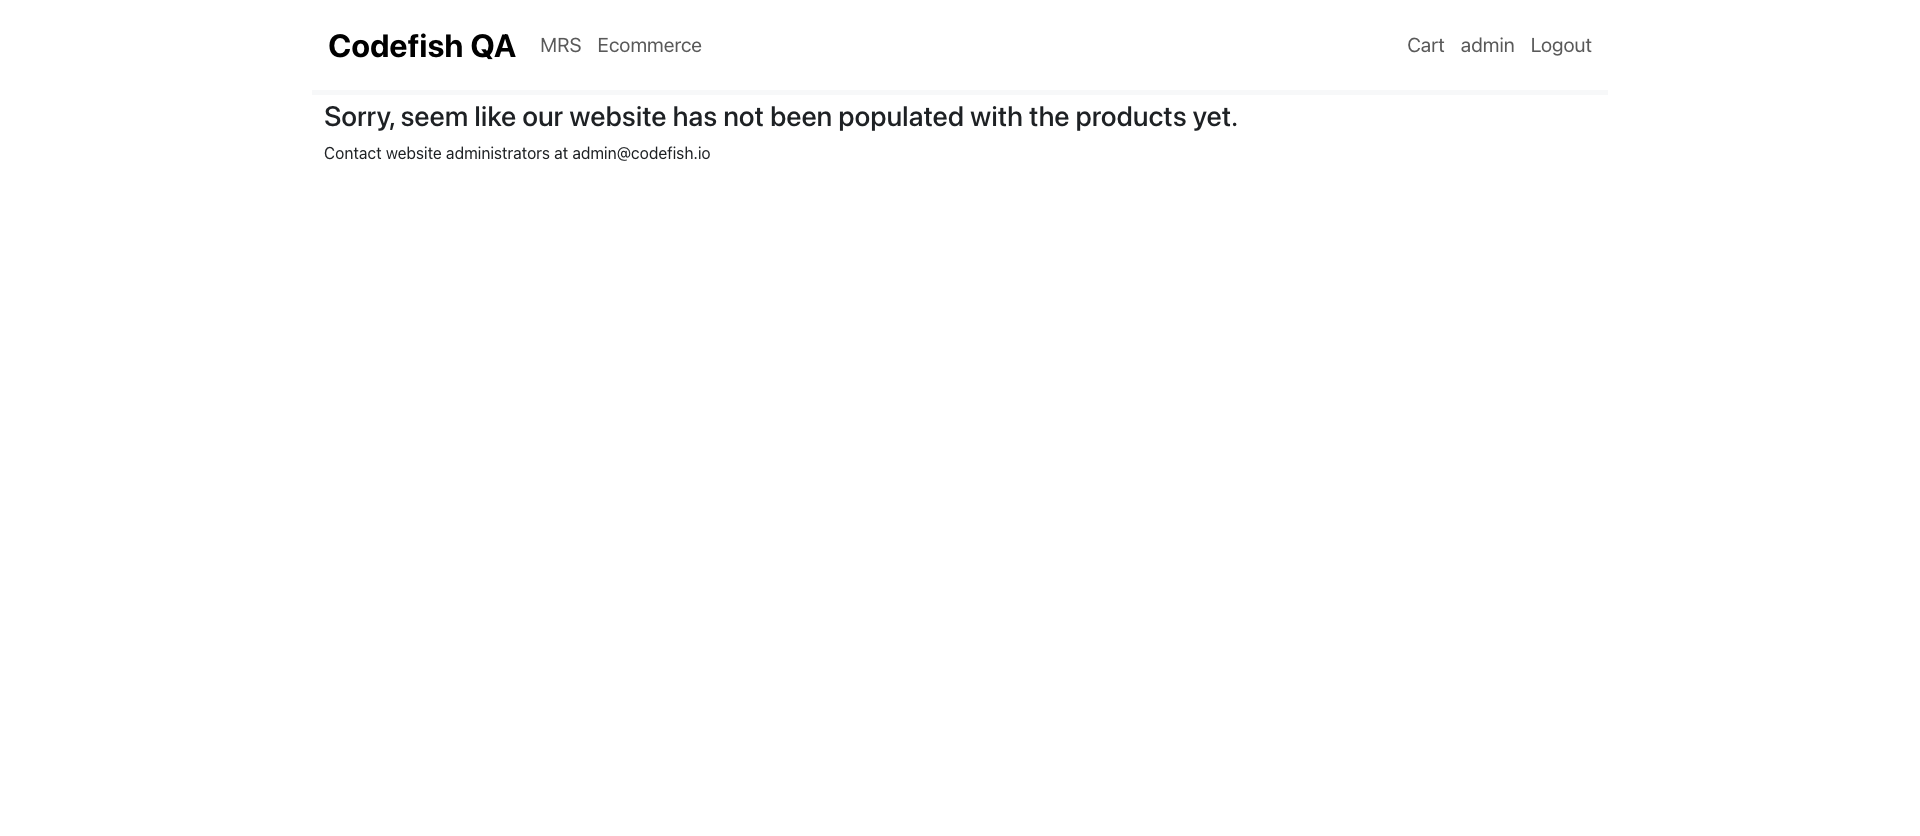 Codefish QA MRS Ecommerce Cart admin Logout
Sorry, seem like our website has not been populated with the products yet.
Contact website administrators at admin@codefish.io